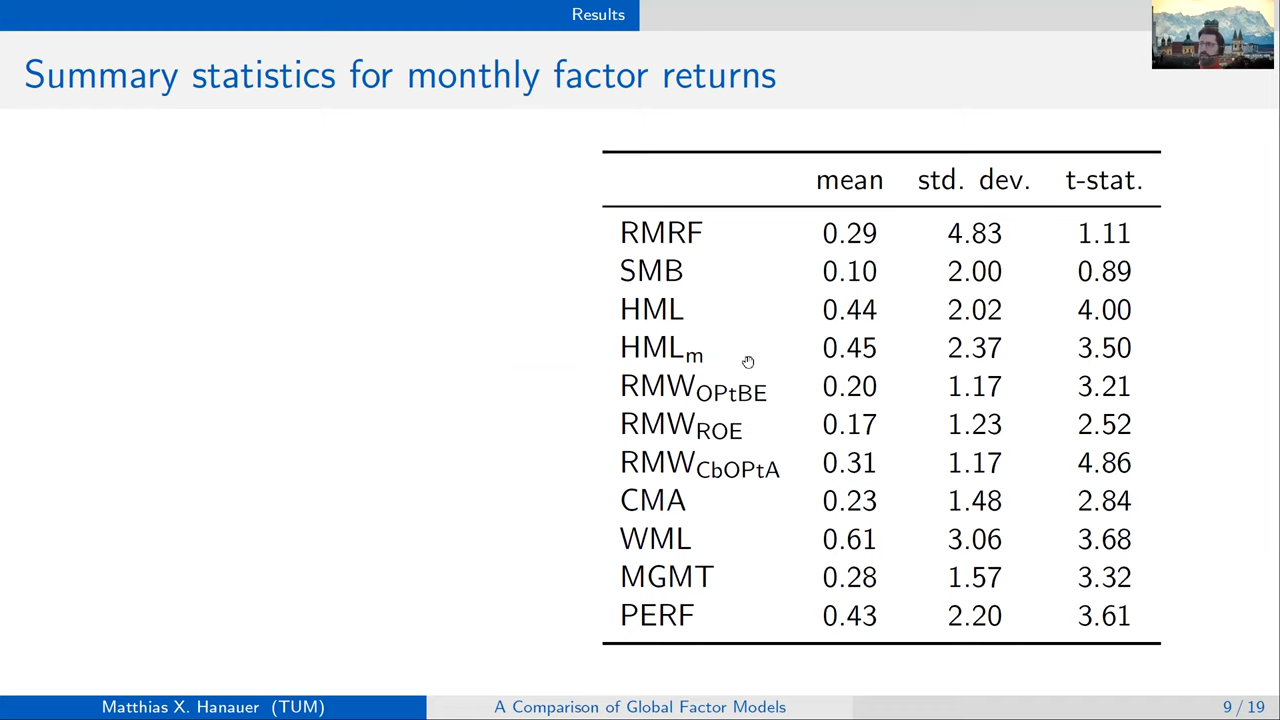 Results
Summary statistics for monthly factor returns
mean std. dev. t-stat.
RMRF 0.29 4.83 1.11
SMB 0.10 2.00 0.89
HML 0.44 2.02 4.00
HMLm 0.45 2.37 3.50
RMWOPtBE 0.20 1.17 3.21
RMWROE 0.17 1.23 2.52
RMWCbOPtA 0.31 1.17 4.86
CMA 0.23 1.48 2.84
WML 0.61 3.06 3.68
MGMT 0.28 1.57 3.32
PERF 0.43 2.20 3.61
Matthias X. Hanauer (TUM) A Comparison of Global Factor Models 9 / 19